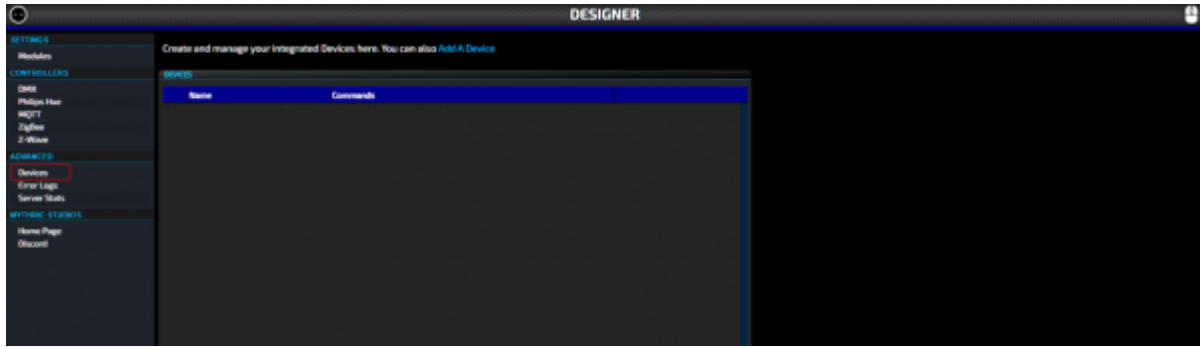 DESIGNER
SETTINGS
Modules
CONTROLLERS
DMX
Philips Hue
MQTT
ZigBee
Z-Wave
ADVANCED
Devices
Error Logs
Server Stats
MYTHRIC STUDIOS
Home Page
Discord
Create and manage your integrated Devices here. You can also Add A Device
DEVICES
Name Commands